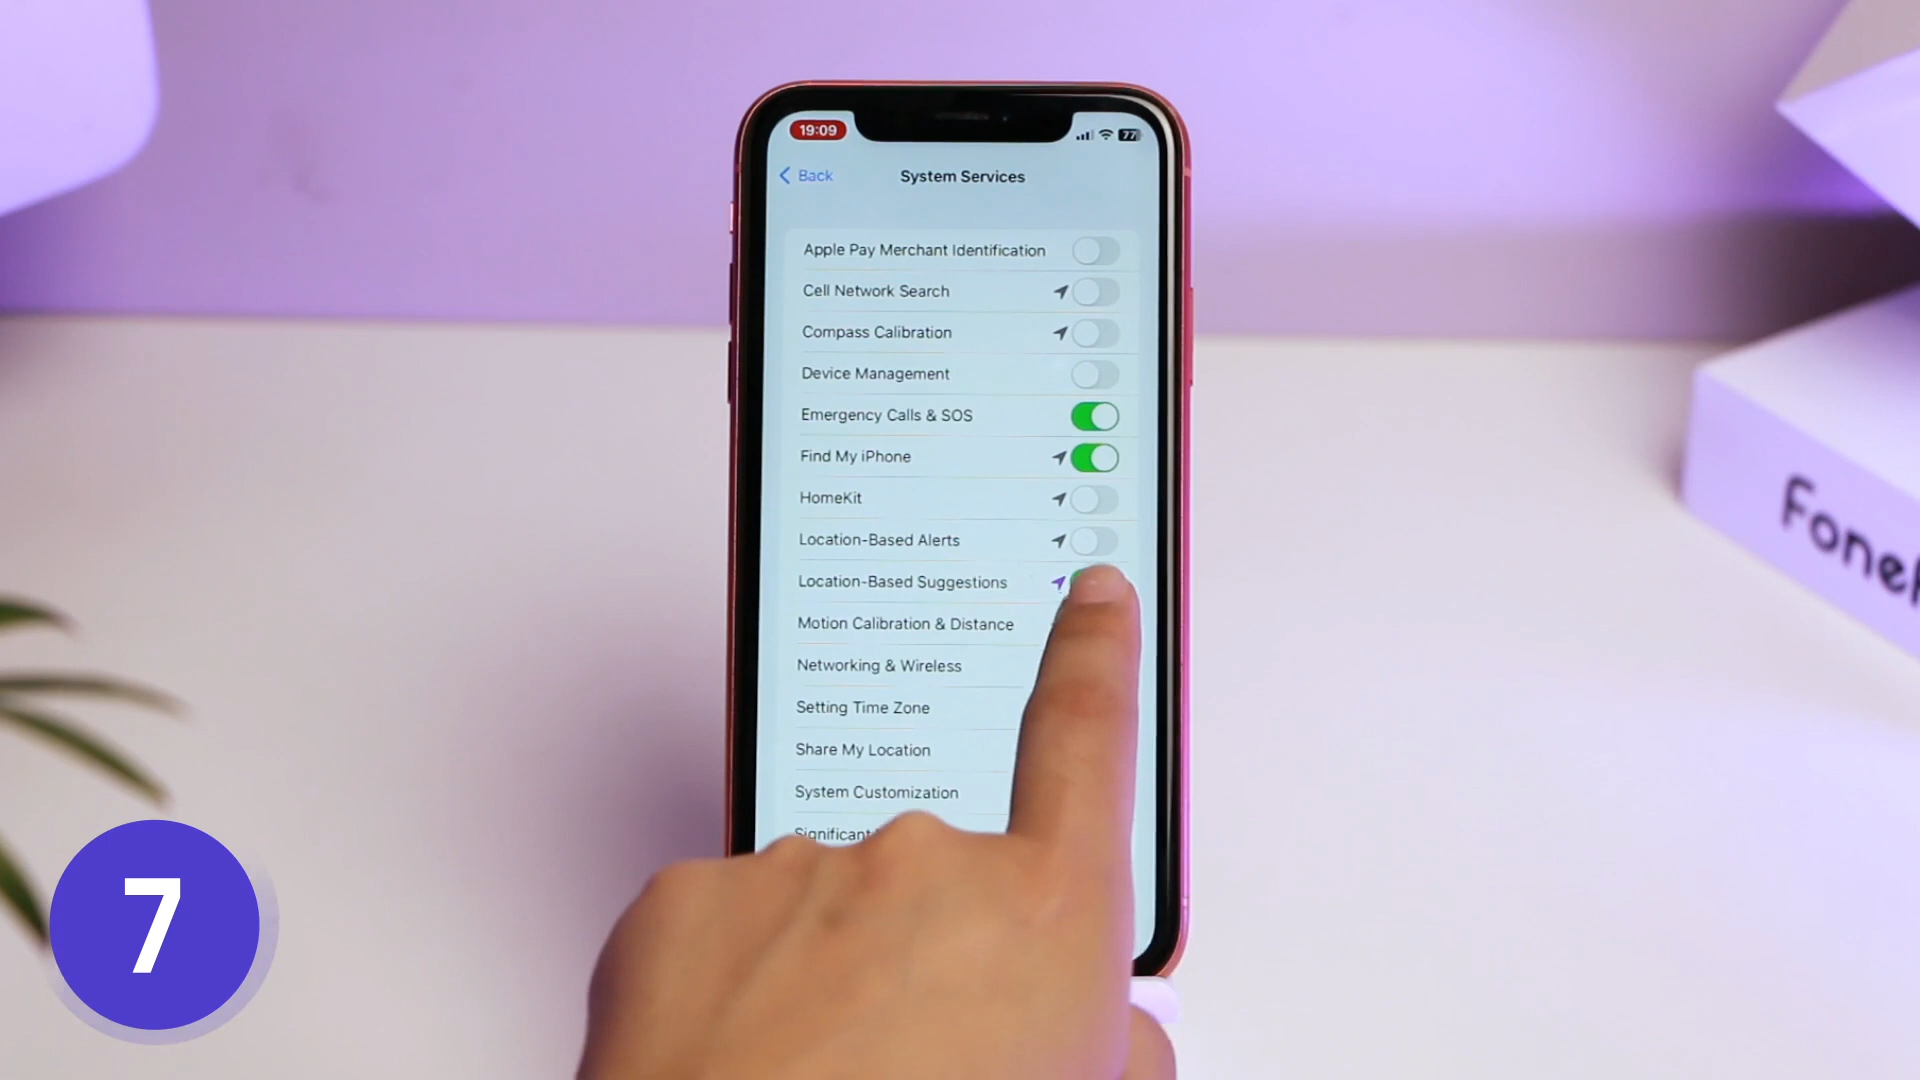 19:09
77
Back
System Services
Apple Pay Merchant Identification
Cell Network Search
Compass Calibration
Device Management
Emergency Calls & SOS
Find My iPhone
HomeKit
Location-Based Alerts
Location-Based Suggestions
Motion Calibration & Distance
Networking & Wireless
Setting Time Zone
Share My Location
System Customization
Significant
Fone
7